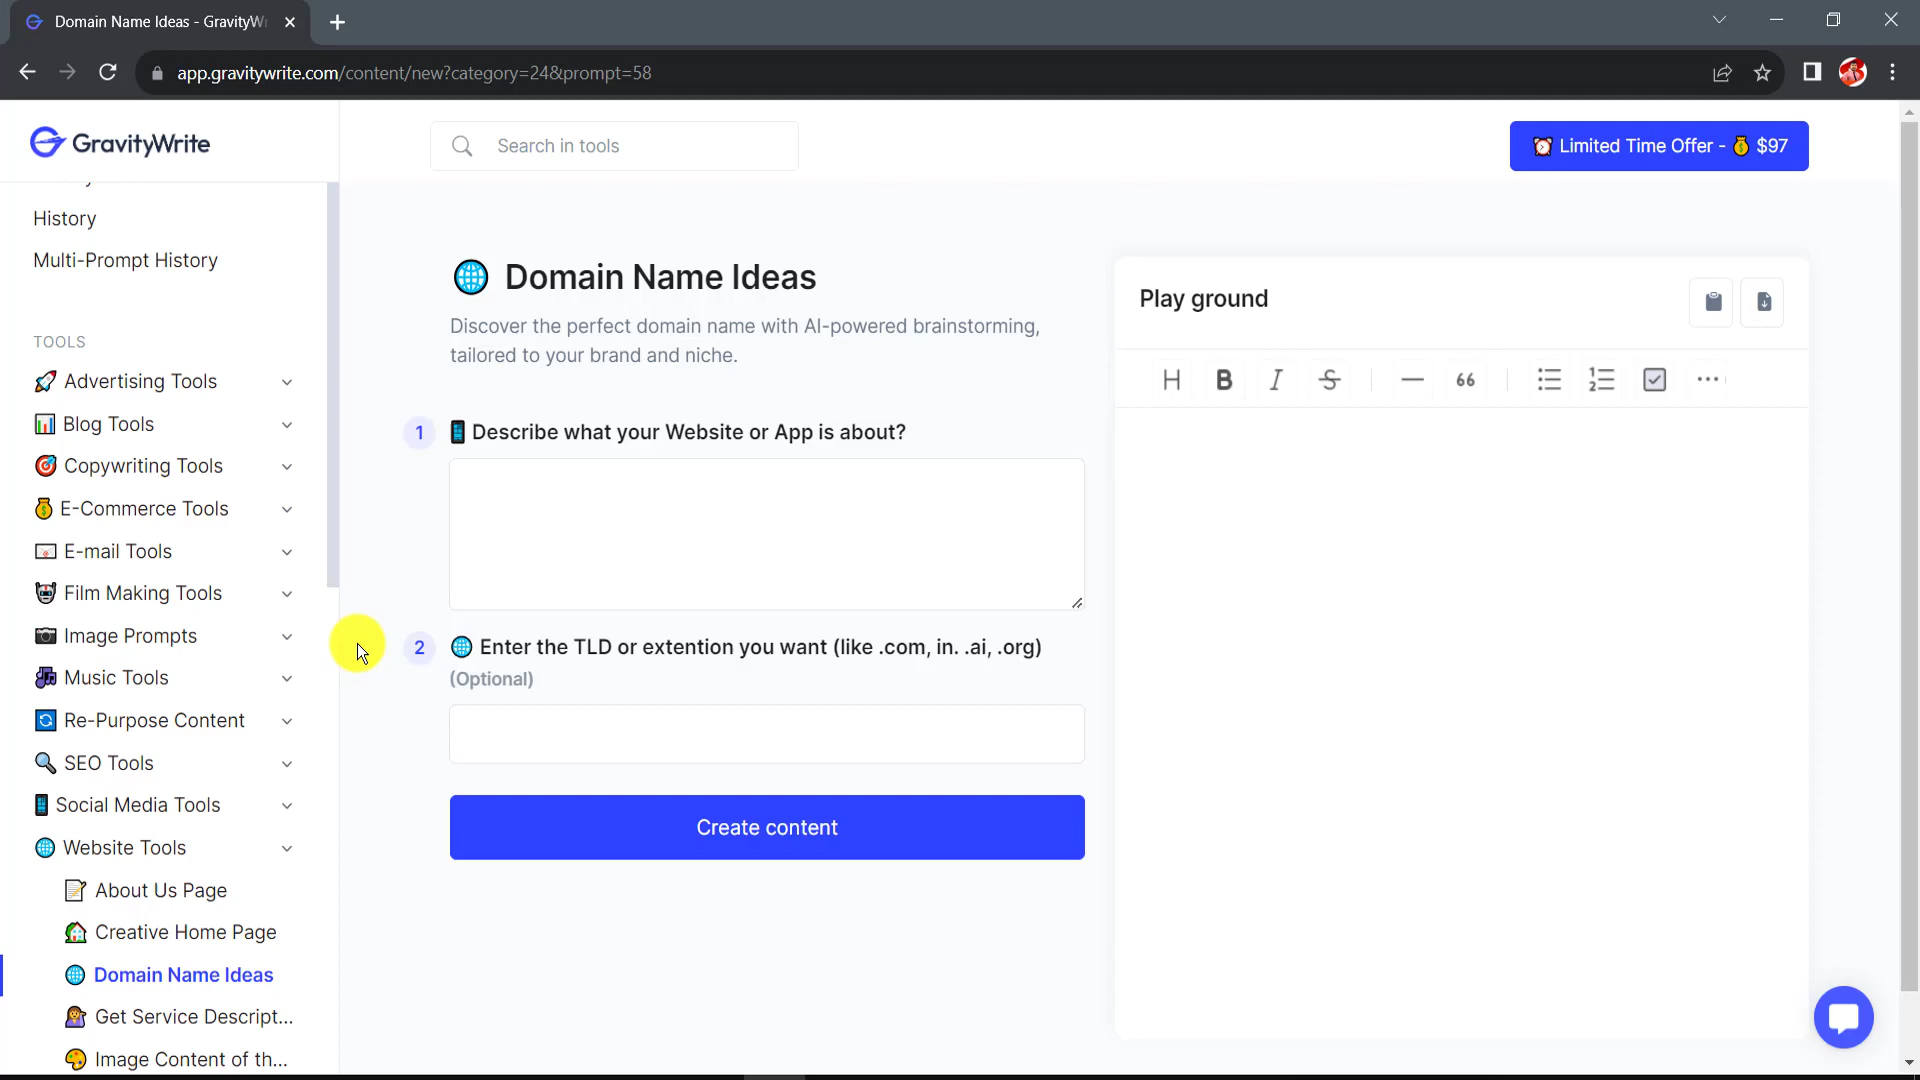 Domain Name Ideas - GravityWr
app.gravitywrite.com/content/new?category=24&prompt=58
GravityWrite
Search in tools
Limited Time Offer - $97
History
Multi-Prompt History
TOOLS
Advertising Tools
Blog Tools
Copywriting Tools
E-Commerce Tools
E-mail Tools
Film Making Tools
Image Prompts
Music Tools
Re-Purpose Content
SEO Tools
Social Media Tools
Website Tools
About Us Page
Creative Home Page
Domain Name Ideas
Get Service Descript...
Image Content of th...
Domain Name Ideas
Discover the perfect domain name with AI-powered brainstorming,
tailored to your brand and niche.
1 Describe what your Website or App is about?
2 Enter the TLD or extention you want (like .com, in. .ai, .org)
(Optional)
Create content
Play ground
H B I S — 66